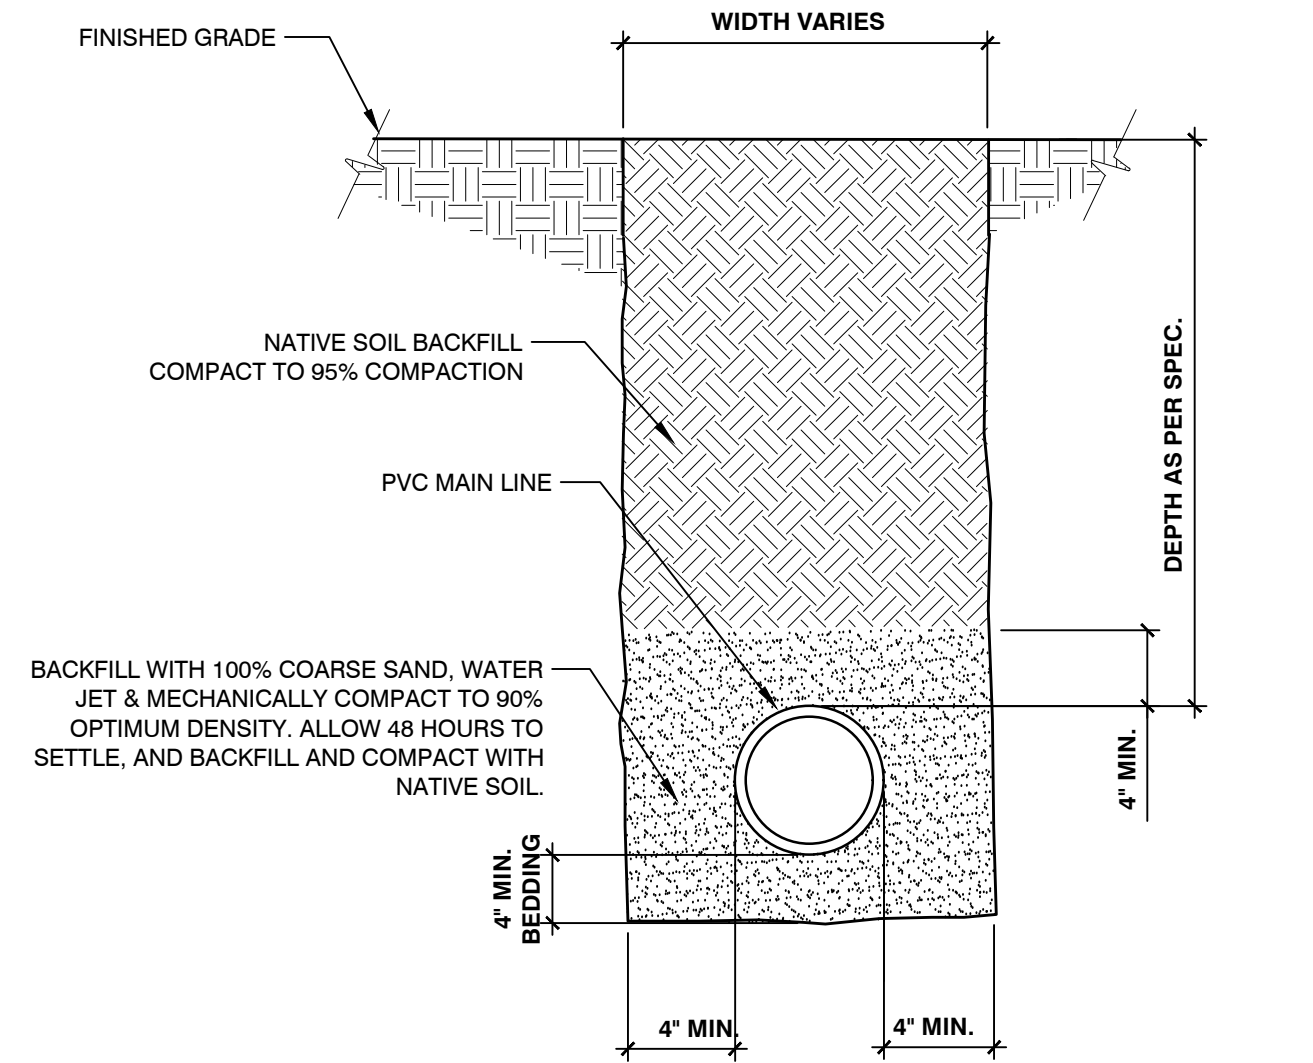 WIDTH VARIES
FINISHED GRADE
NATIVE SOIL BACKFILL
COMPACT TO 95% COMPACTION
DEPTH AS PER SPEC.
PVC MAIN LINE
BACKFILL WITH 100% COARSE SAND, WATER
JET & MECHANICALLY COMPACT TO 90%
OPTIMUM DENSITY. ALLOW 48 HOURS TO
SETTLE, AND BACKFILL AND COMPACT WITH
NATIVE SOIL.
4" MIN.
4" MIN.
BEDDING
4" MIN.
4" MIN.